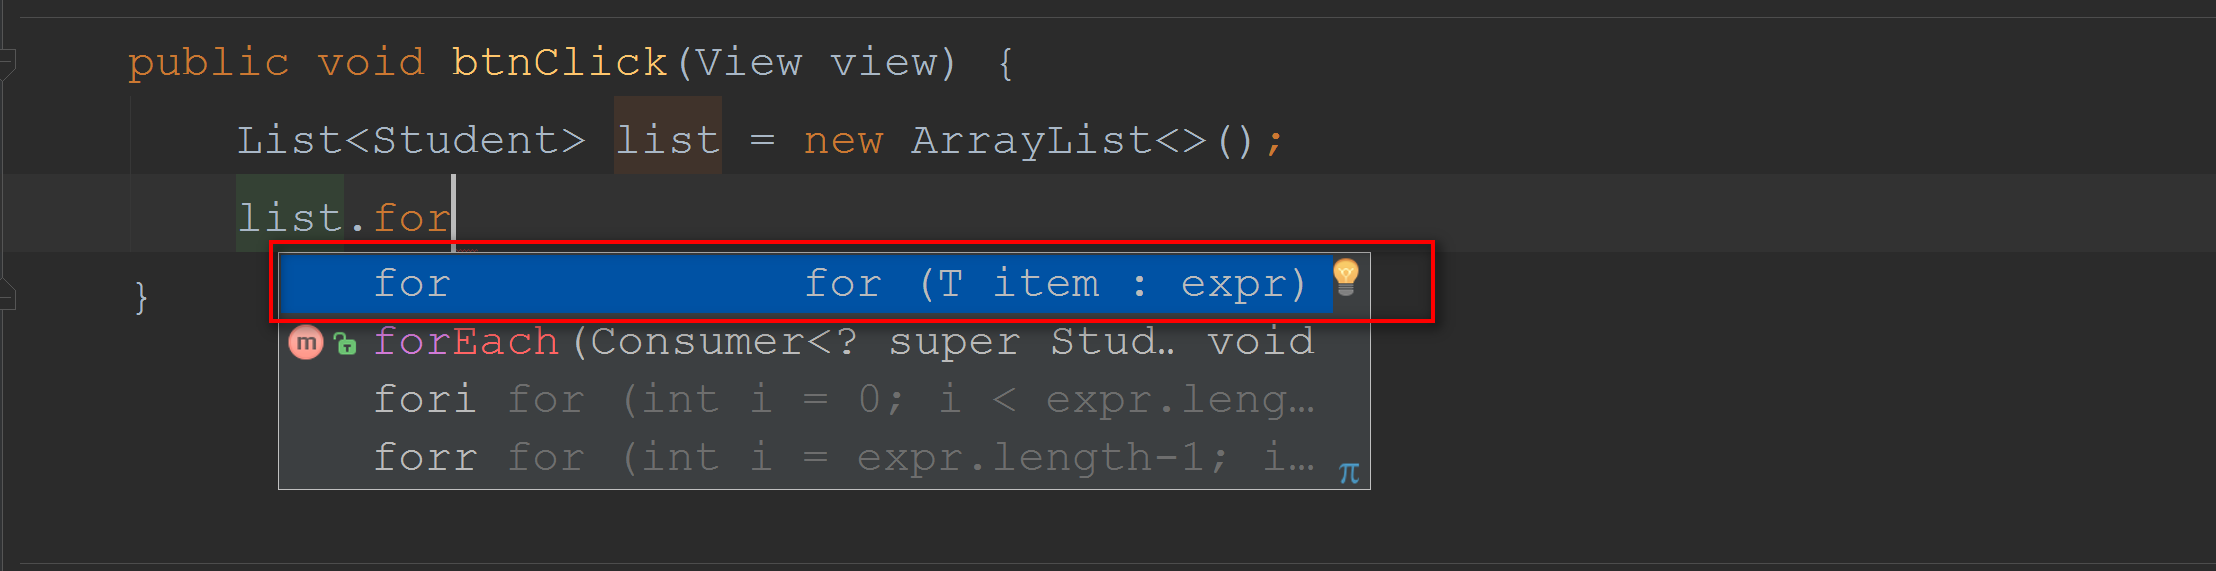 public void btnClick(View view) {
List<Student> list = new ArrayList<>();
list.for
for for (T item : expr)
}
m forEach(Consumer<? super Stud… void
fori for (int i = 0; i < expr.leng…
forr for (int i = expr.length-1; i…
π